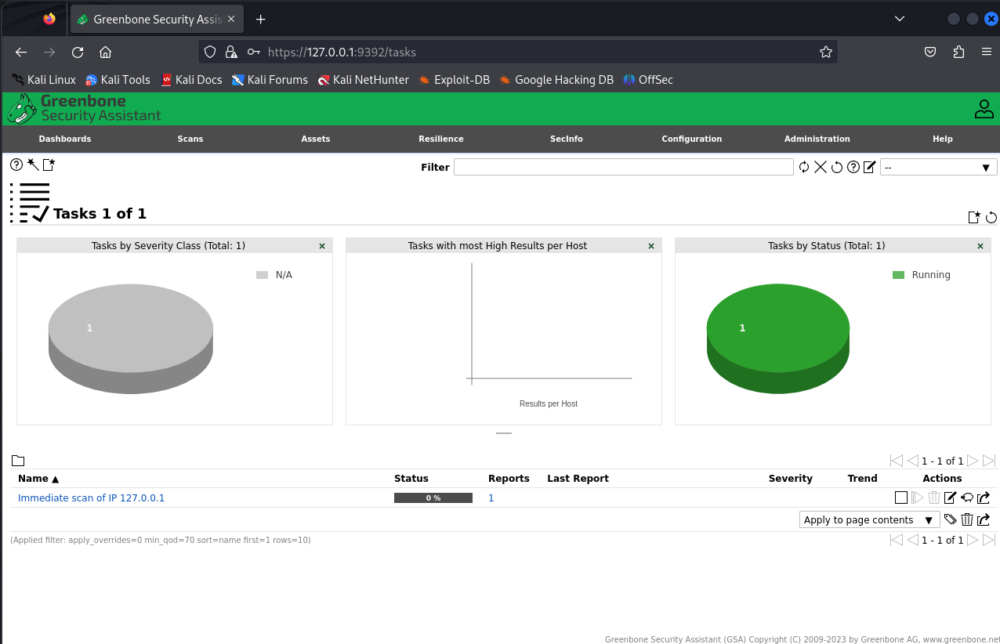 Greenbone Security Assis
https://127.0.0.1:9392/tasks
Kali Linux Kali Tools Kali Docs Kali Forums Kali NetHunter Exploit-DB Google Hacking DB OffSec
Greenbone
Security Assistant
Dashboards Scans Assets Resilience SecInfo Configuration Administration Help
Filter --
Tasks 1 of 1
Tasks by Severity Class (Total: 1) × Tasks with most High Results per Host × Tasks by Status (Total: 1) ×
N/A Running
1 1
Results per Host
1 - 1 of 1
Name ▲ Status Reports Last Report Severity Trend Actions
Immediate scan of IP 127.0.0.1 0 % 1
Apply to page contents ▼
(Applied filter: apply_overrides=0 min_qod=70 sort=name first=1 rows=10) 1 - 1 of 1
Greenbone Security Assistant (GSA) Copyright (C) 2009-2023 by Greenbone AG, www.greenbone.net